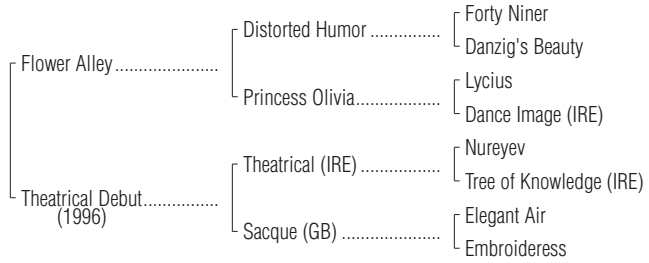 Forty Niner
Distorted Humor ................
Danzig's Beauty
Flower Alley....................
Lycius
Princess Olivia..................
Dance Image (IRE)
Nureyev
Theatrical (IRE) .................
Tree of Knowledge (IRE)
Theatrical Debut...............
(1996)
Elegant Air
Sacque (GB) ....................
Embroideress